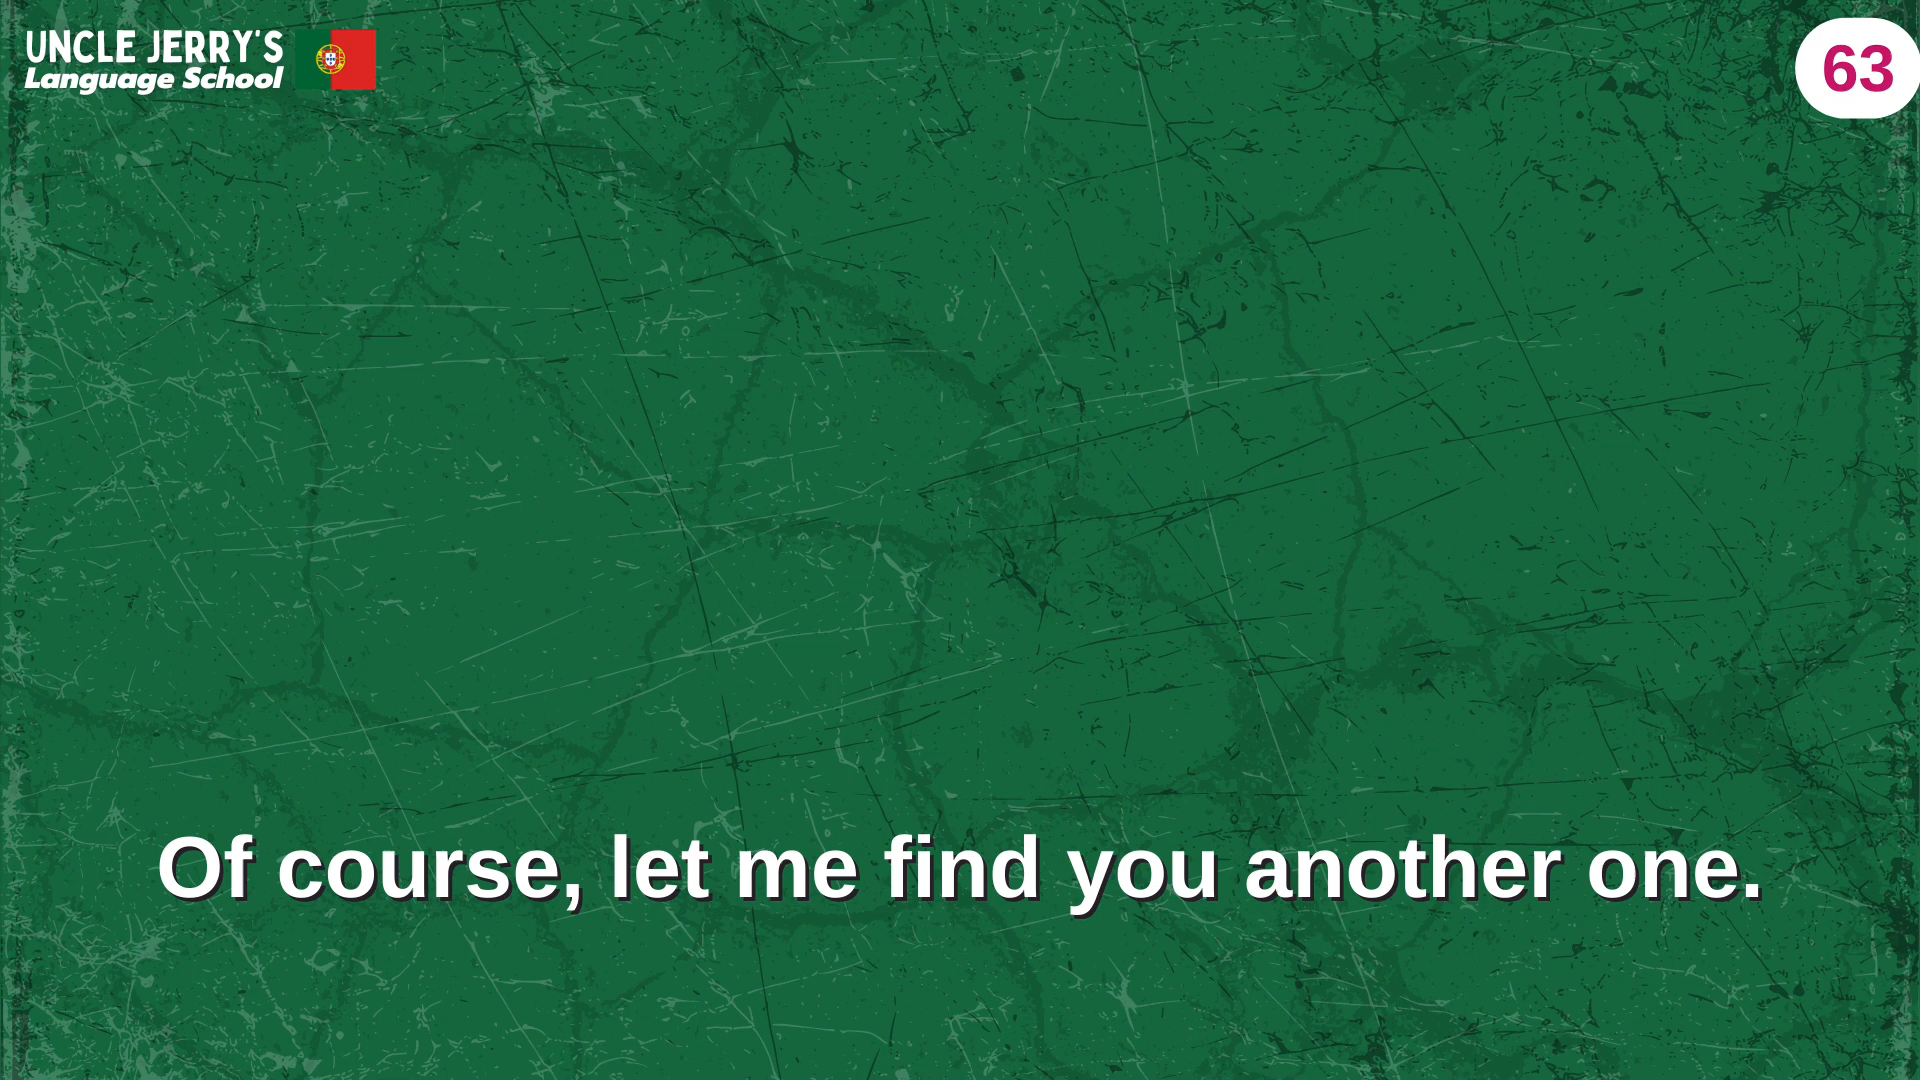 UNCLE JERRY'S
Language School
63
Of course, let me find you another one.